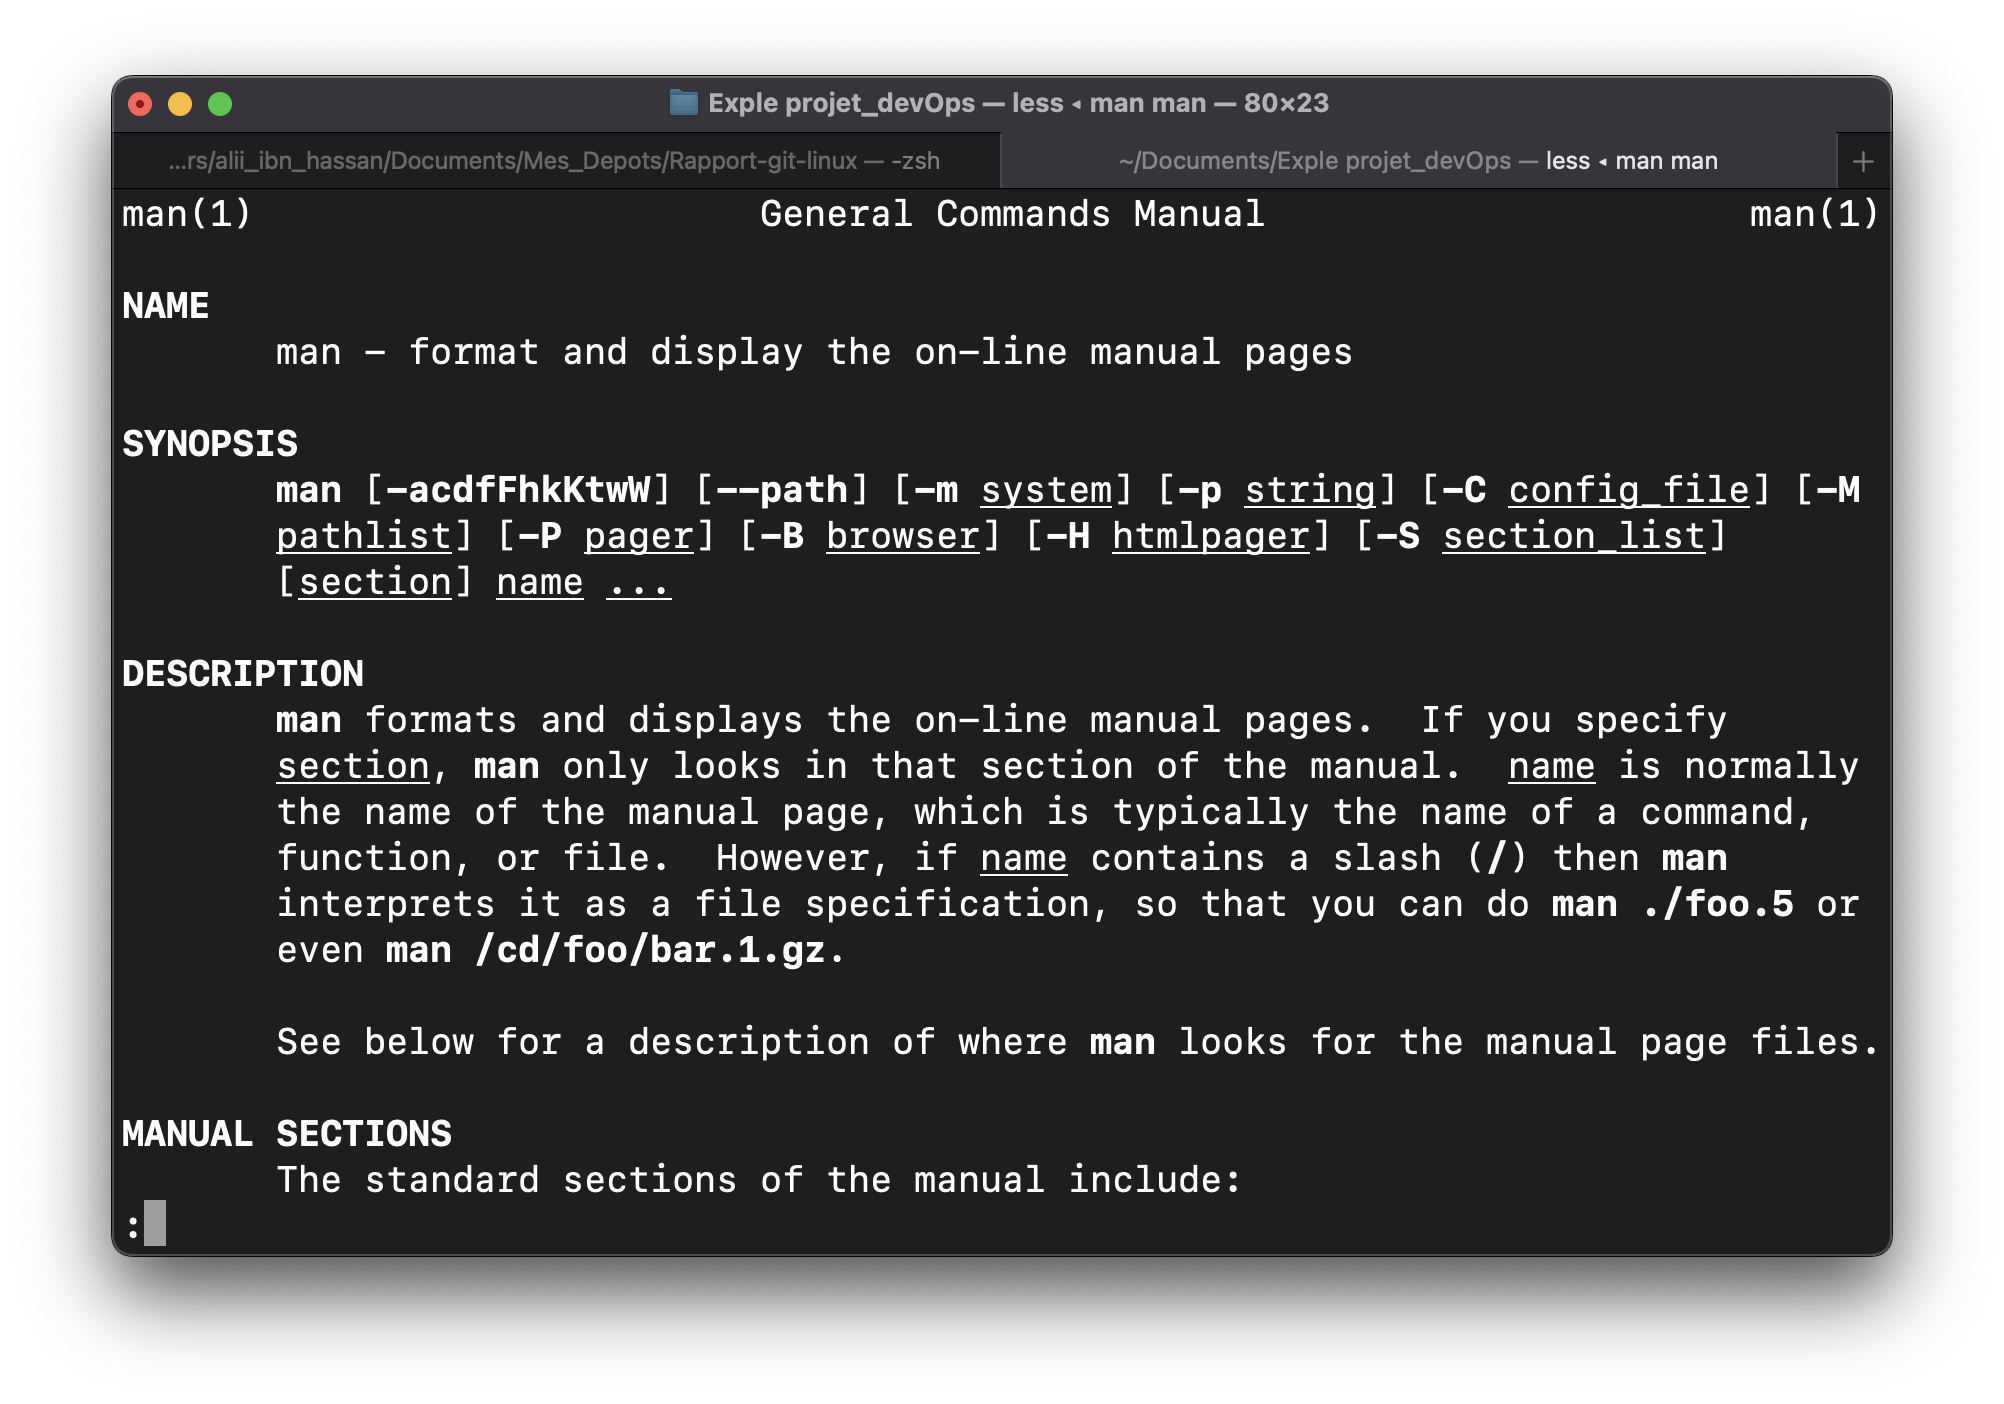 Exple projet_devOps — less ◂ man man — 80×23
...rs/alii_ibn_hassan/Documents/Mes_Depots/Rapport-git-linux — -zsh
~/Documents/Exple projet_devOps — less ◂ man man
+
man(1) General Commands Manual man(1)
NAME
man - format and display the on-line manual pages
SYNOPSIS
man [-acdfFhkKtwW] [--path] [-m system] [-p string] [-C config_file] [-M
pathlist] [-P pager] [-B browser] [-H htmlpager] [-S section_list]
[section] name ...
DESCRIPTION
man formats and displays the on-line manual pages.  If you specify
section, man only looks in that section of the manual.  name is normally
the name of the manual page, which is typically the name of a command,
function, or file.  However, if name contains a slash (/) then man
interprets it as a file specification, so that you can do man ./foo.5 or
even man /cd/foo/bar.1.gz.
See below for a description of where man looks for the manual page files.
MANUAL SECTIONS
The standard sections of the manual include:
: